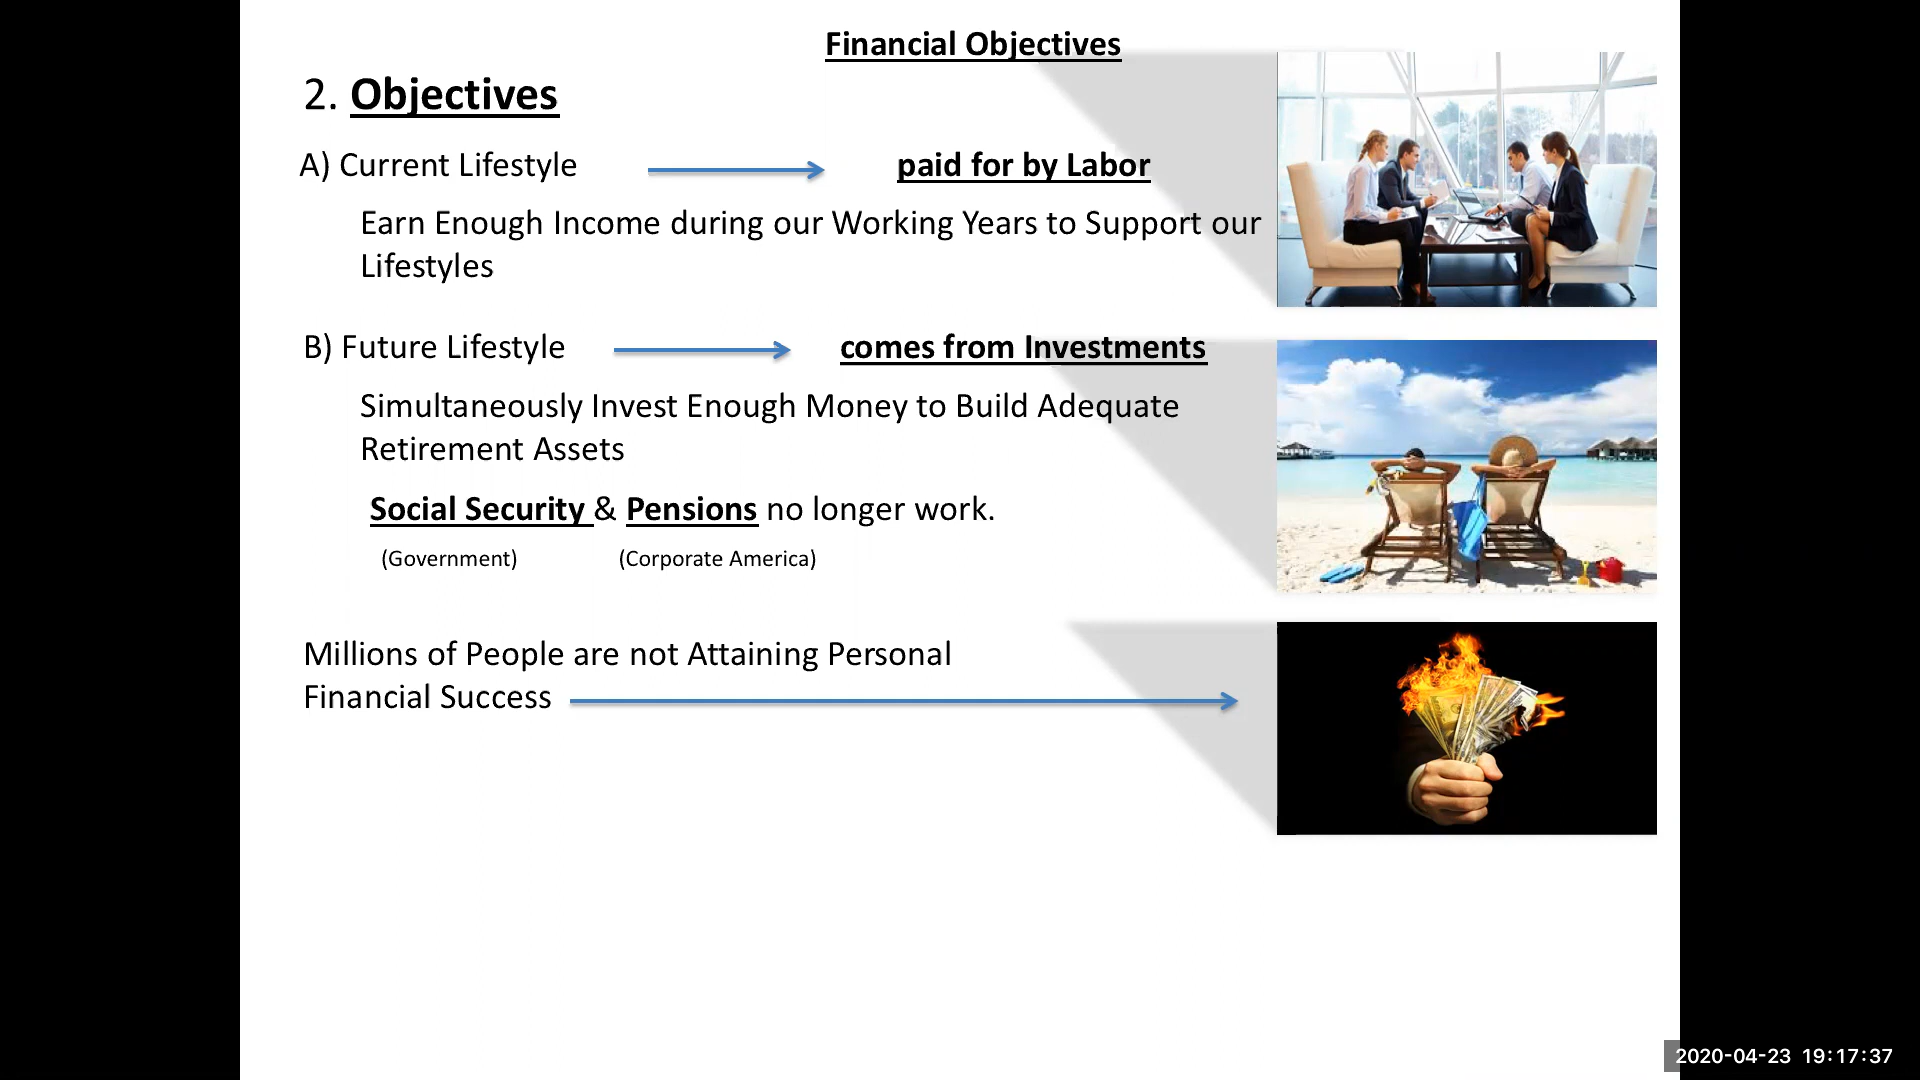 Financial Objectives
2. Objectives
A) Current Lifestyle paid for by Labor
Earn Enough Income during our Working Years to Support our
Lifestyles
B) Future Lifestyle comes from Investments
Simultaneously Invest Enough Money to Build Adequate
Retirement Assets
Social Security & Pensions no longer work.
(Government) (Corporate America)
Millions of People are not Attaining Personal
Financial Success
2020-04-23 19:17:37